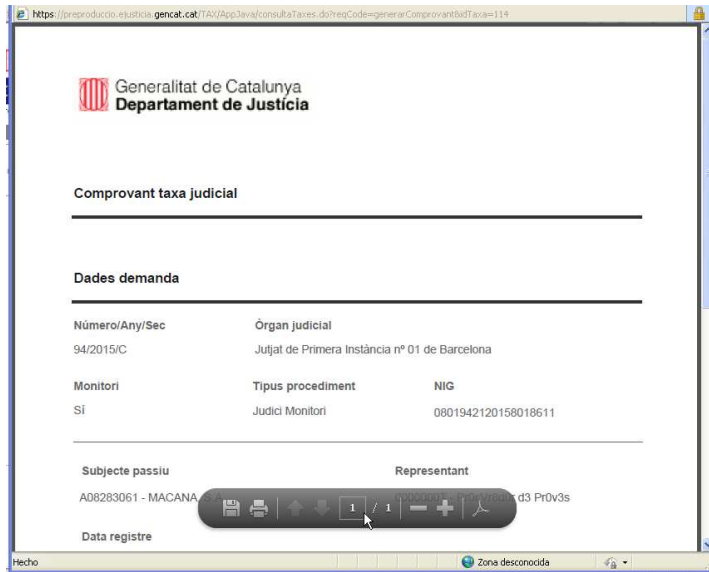 https://preproduccio.ejusticia.gencat.cat/TAX/AppJava/consultaTaxes.do?reqCode=generarComprovant&idTaxa=114
Generalitat de Catalunya
Departament de Justícia
Comprovant taxa judicial
Dades demanda
Número/Any/Sec Òrgan judicial
94/2015/C Jutjat de Primera Instància nº 01 de Barcelona
Monitori Tipus procediment NIG
Sí Judici Monitori 0801942120158018611
Subjecte passiu Representant
A08283061 - MACANA, S.A. d3 Pr0v3s
1 / 1
Data registre
Hecho Zona desconocida